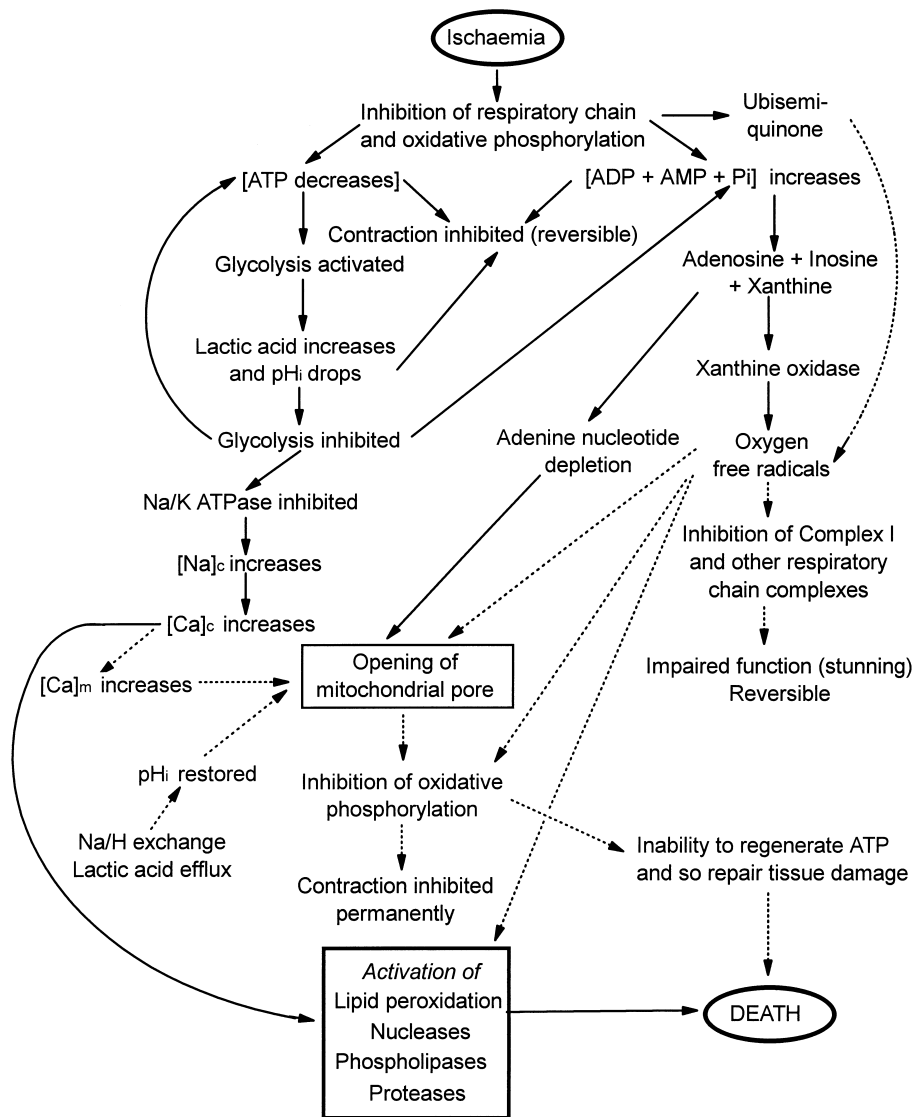 Ischaemia
Inhibition of respiratory chain
and oxidative phosphorylation
Ubisemi-
quinone
[ATP decreases]
[ADP + AMP + Pi] increases
Contraction inhibited (reversible)
Glycolysis activated
Adenosine + Inosine
+ Xanthine
Lactic acid increases
and pHi drops
Xanthine oxidase
Glycolysis inhibited
Adenine nucleotide
depletion
Oxygen
free radicals
Na/K ATPase inhibited
Inhibition of Complex I
and other respiratory
chain complexes
[Na]c increases
[Ca]c increases
Opening of
mitochondrial pore
Impaired function (stunning)
Reversible
[Ca]m increases
pHi restored
Inhibition of oxidative
phosphorylation
Na/H exchange
Lactic acid efflux
Inability to regenerate ATP
and so repair tissue damage
Contraction inhibited
permanently
Activation of
Lipid peroxidation
Nucleases
Phospholipases
Proteases
DEATH